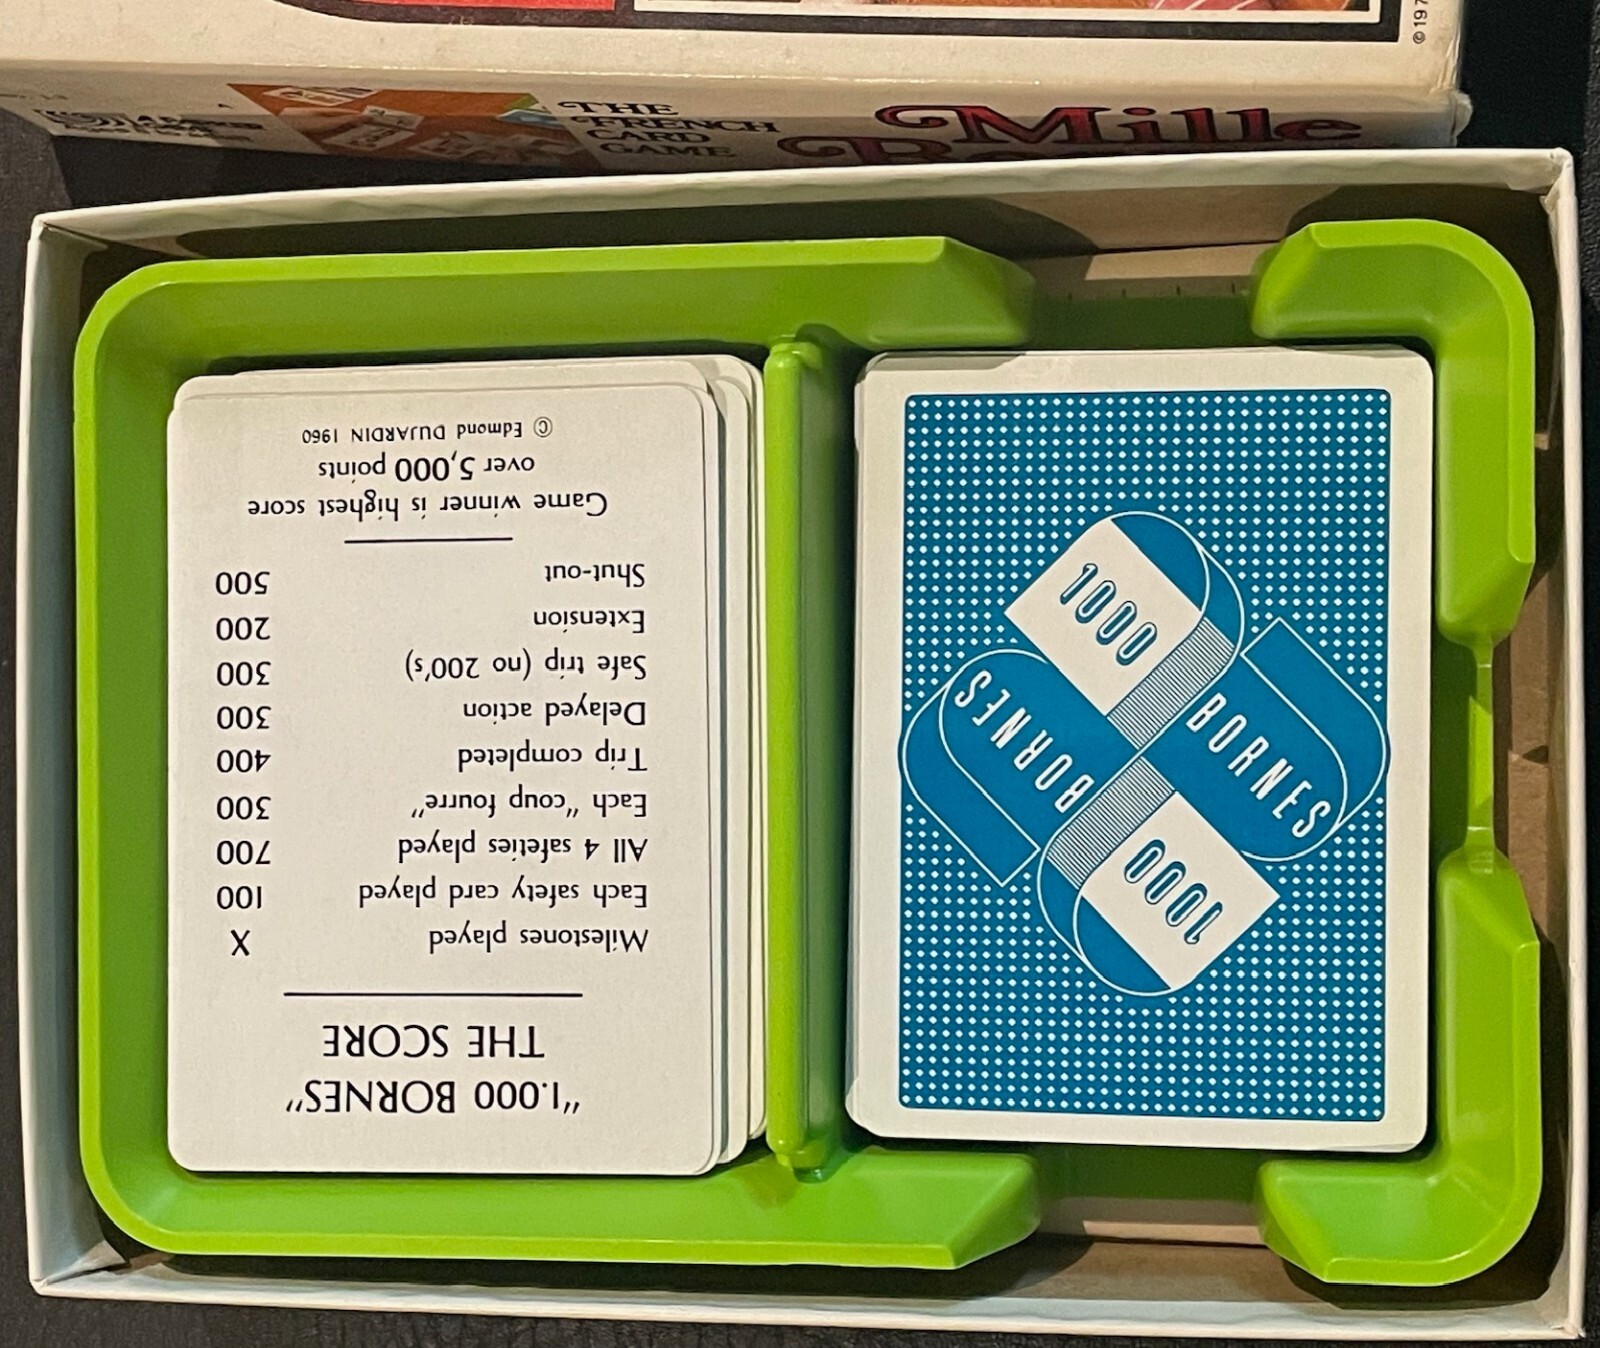 © 197
THE
FRENCH
CARD
GAME
Mille
"1.000 BORNES"
THE SCORE
Milestones played X
Each safety card played 100
All 4 safeties played 700
Each "coup fourre" 300
Trip completed 400
Delayed action 300
Safe trip (no 200's) 300
Extension 200
Shut-out 500
Game winner is highest score
over 5,000 points
© Edmond DUJARDIN 1960
1000
BORNES
1000
BORNES